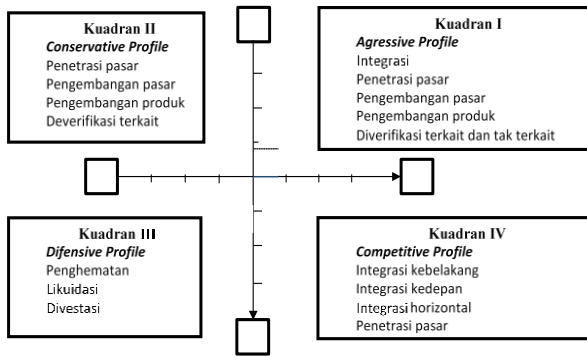 Kuadran II
Conservative Profile
Penetrasi pasar
Pengembangan pasar
Pengembangan produk
Deverifikasi terkait
Kuadran I
Agressive Profile
Integrasi
Penetrasi pasar
Pengembangan pasar
Pengembangan produk
Diverifikasi terkait dan tak terkait
Kuadran III
Difensive Profile
Penghematan
Likuidasi
Divestasi
Kuadran IV
Competitive Profile
Integrasi kebelakang
Integrasi kedepan
Integrasi horizontal
Penetrasi pasar